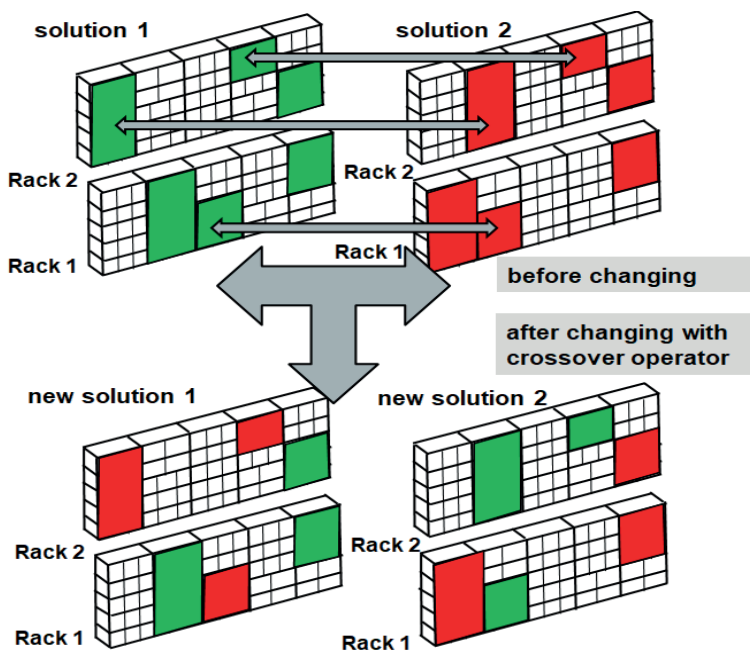 solution 1
solution 2
Rack 2
Rack 2
Rack 1
Rack 1
before changing
after changing with
crossover operator
new solution 1
new solution 2
Rack 2
Rack 2
Rack 1
Rack 1